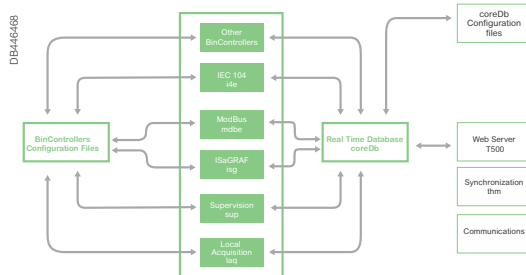 DB446468
BinControllers
Configuration Files
Other
BinControllers
IEC 104
i4e
ModBus
mdbe
ISaGRAF
isg
Supervision
sup
Local
Acquisition
laq
Real Time Database
coreDb
coreDb
Configuration
files
Web Server
T500
Synchronization
thm
Communications